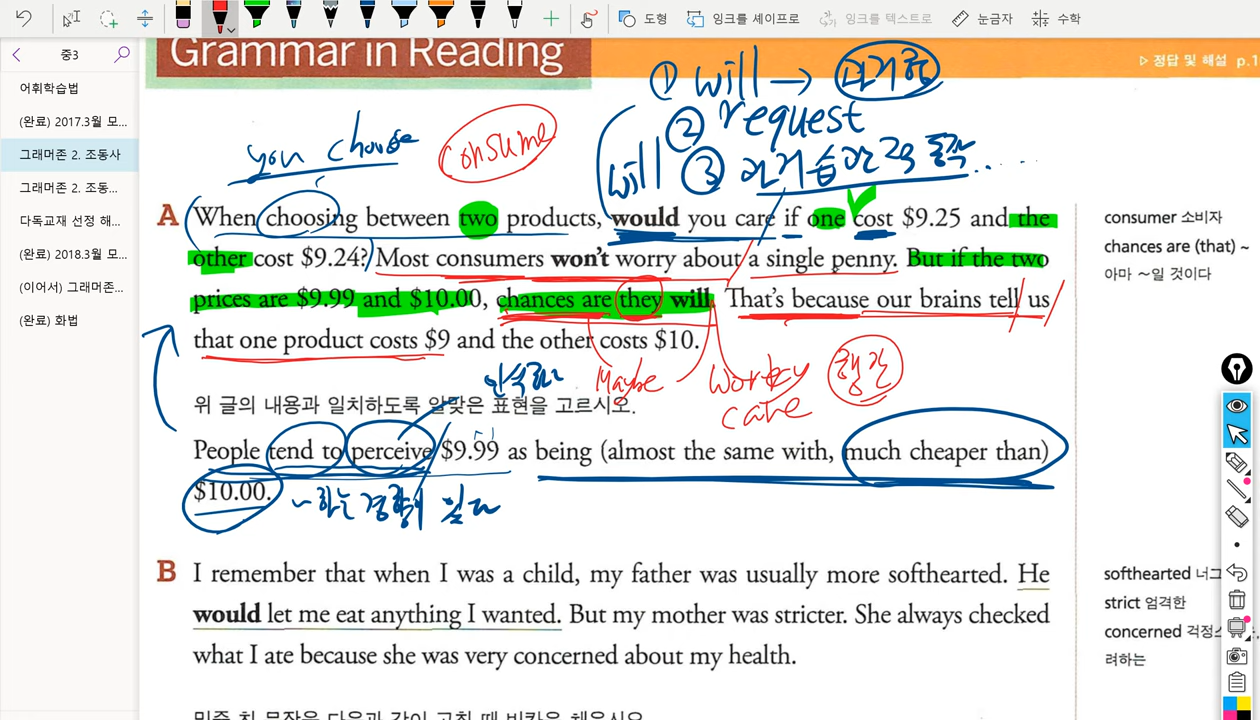 도형
잉크를 셰이프로
잉크를 텍스트로
눈금자
수학
중3
어휘학습법
(완료) 2017.3월 모...
그래머존 2. 조동사
(완료) 2024.3월 해...
그래머존 2. 조동...
다독교재 선정 해...
(완료) 2018.3월 모...
(이어서) 그래머존...
(완료) 화법
Grammar in Reading
▷ 정답 및 해설 p.1
① will → 과거형
② request
will ③ 과거습관적 동작.....
you choose
consume
A When choosing between two products, would you care if one cost $9.25 and the
other cost $9.24? Most consumers won't worry about a single penny. But if the two
prices are $9.99 and $10.00, chances are they will. That's because our brains tell us
that one product costs $9 and the other costs $10.
consumer 소비자
chances are (that) ~
아마 ~일 것이다
Maybe
worry
care
위 글의 내용과 일치하도록 알맞은 표현을 고르시오.
People tend to perceive $9.99 as being (almost the same with, much cheaper than)
$10.00.
~하는 경향이 있다
B I remember that when I was a child, my father was usually more softhearted. He
would let me eat anything I wanted. But my mother was stricter. She always checked
what I ate because she was very concerned about my health.
softhearted 너그
strict 엄격한
concerned 걱정스
려하는